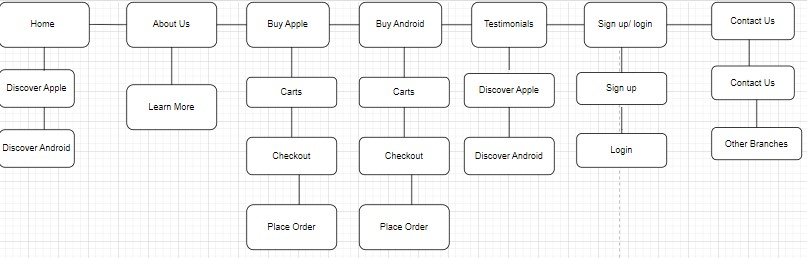 Home
About Us
Buy Apple
Buy Android
Testimonials
Sign up/ login
Contact Us
Discover Apple
Learn More
Carts
Carts
Discover Apple
Sign up
Contact Us
Discover Android
Checkout
Checkout
Discover Android
Login
Other Branches
Place Order
Place Order